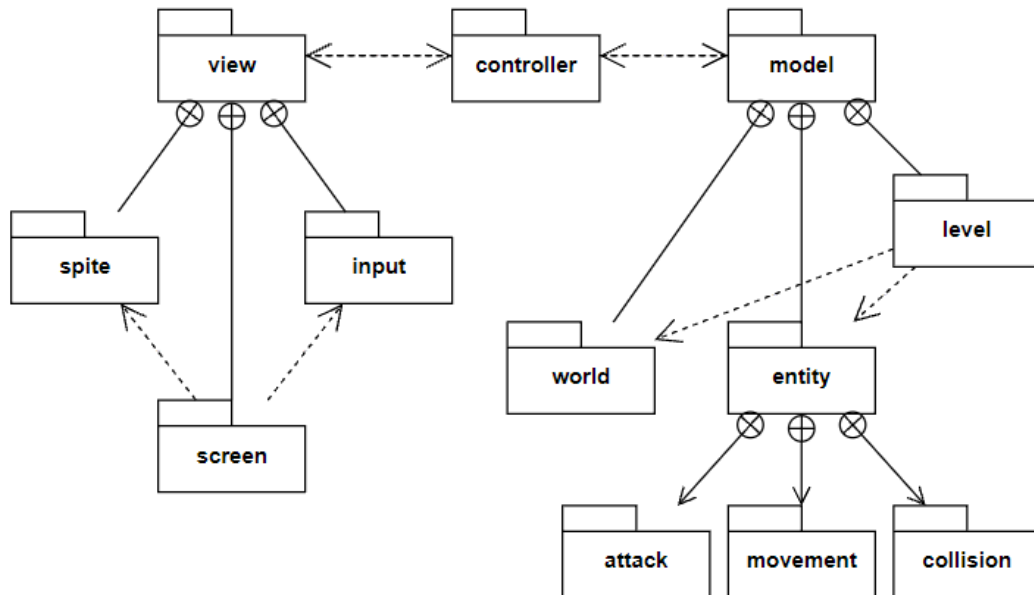 view
controller
model
spite
input
level
world
entity
screen
attack
movement
collision